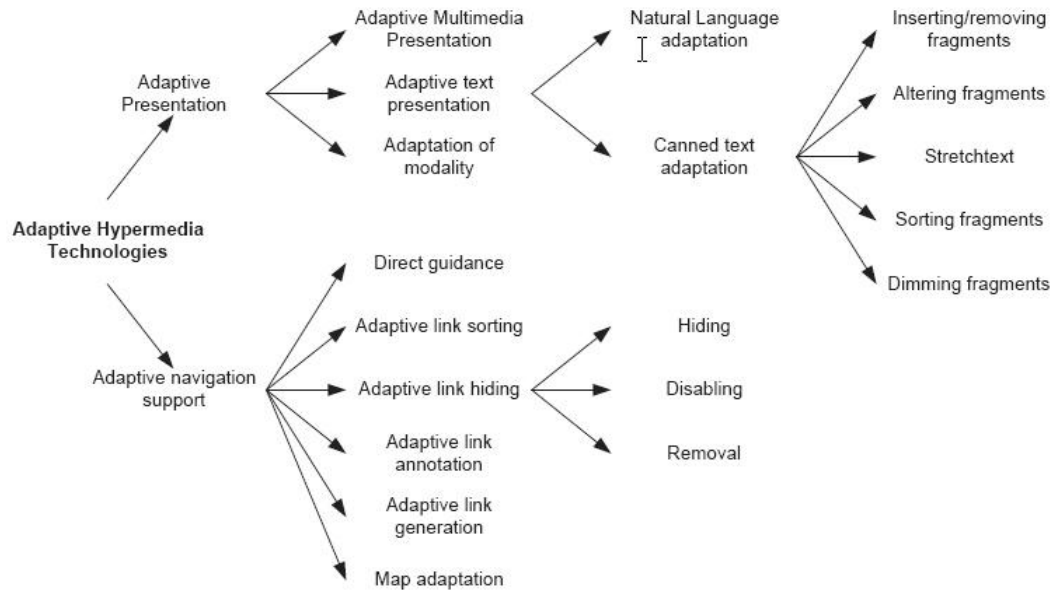 Adaptive Multimedia
Presentation
Natural Language
adaptation
Inserting/removing
fragments
Adaptive
Presentation
Adaptive text
presentation
Altering fragments
Adaptation of
modality
Canned text
adaptation
Stretchtext
Sorting fragments
Dimming fragments
Adaptive Hypermedia
Technologies
Direct guidance
Adaptive link sorting
Hiding
Adaptive navigation
support
Adaptive link hiding
Disabling
Adaptive link
annotation
Removal
Adaptive link
generation
Map adaptation